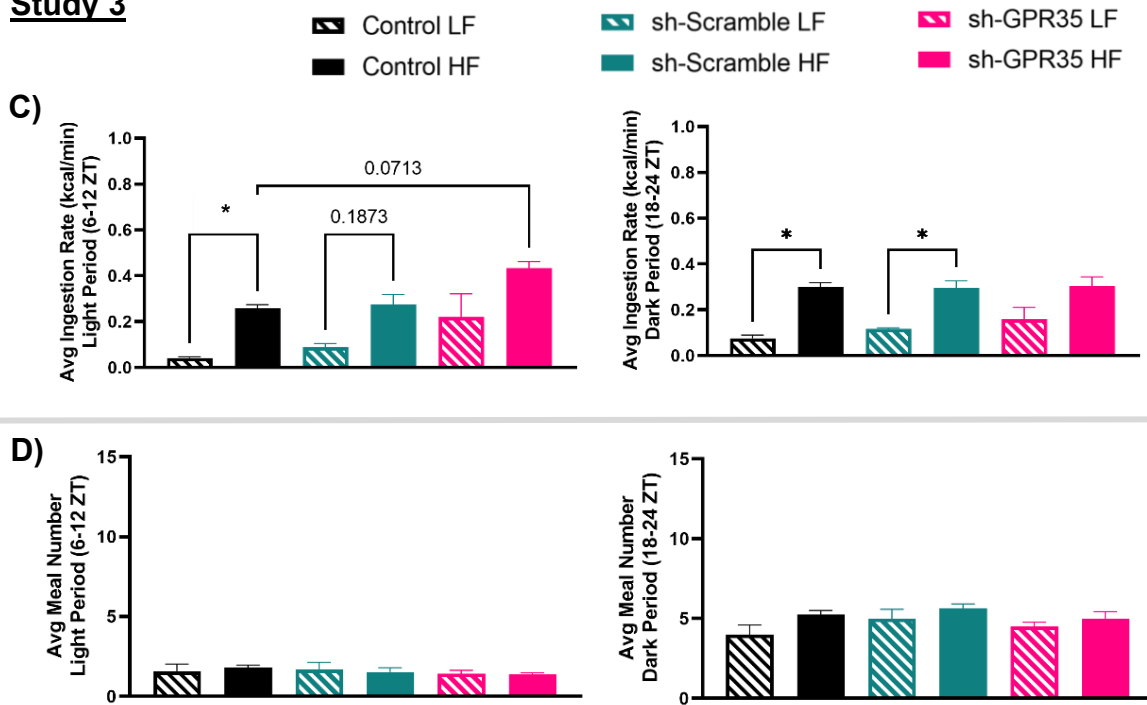 Study 3
Control LF
sh-Scramble LF
sh-GPR35 LF
Control HF
sh-Scramble HF
sh-GPR35 HF
C)
Avg Ingestion Rate (kcal/min)
Light Period (6-12 ZT)
1.0
0.8
0.6
0.4
0.2
0.0
*
0.1873
0.0713
Avg Ingestion Rate (kcal/min)
Dark Period (18-24 ZT)
1.0
0.8
0.6
0.4
0.2
0.0
*
*
D)
Avg Meal Number
Light Period (6-12 ZT)
15
10
5
0
Avg Meal Number
Dark Period (18-24 ZT)
15
10
5
0